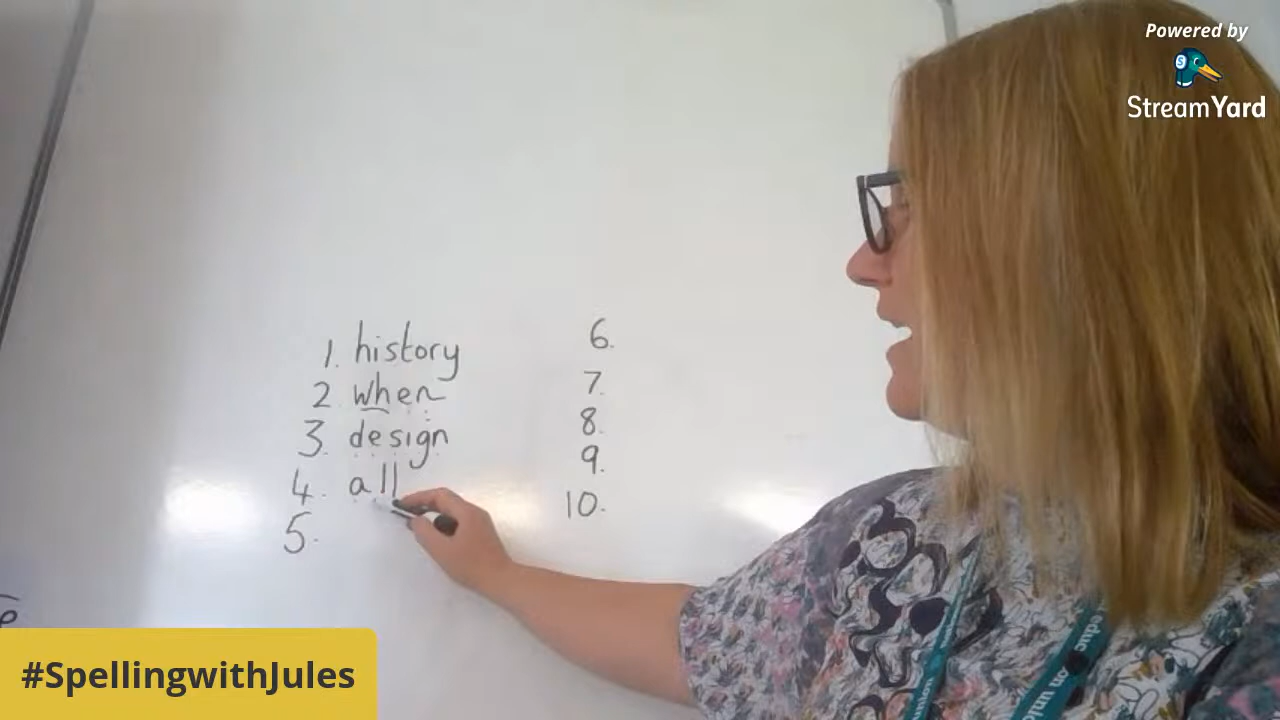 Powered by
StreamYard
1. history
2 when
3. design
4. all
5.
6.
7.
8.
9.
10.
#SpellingwithJules